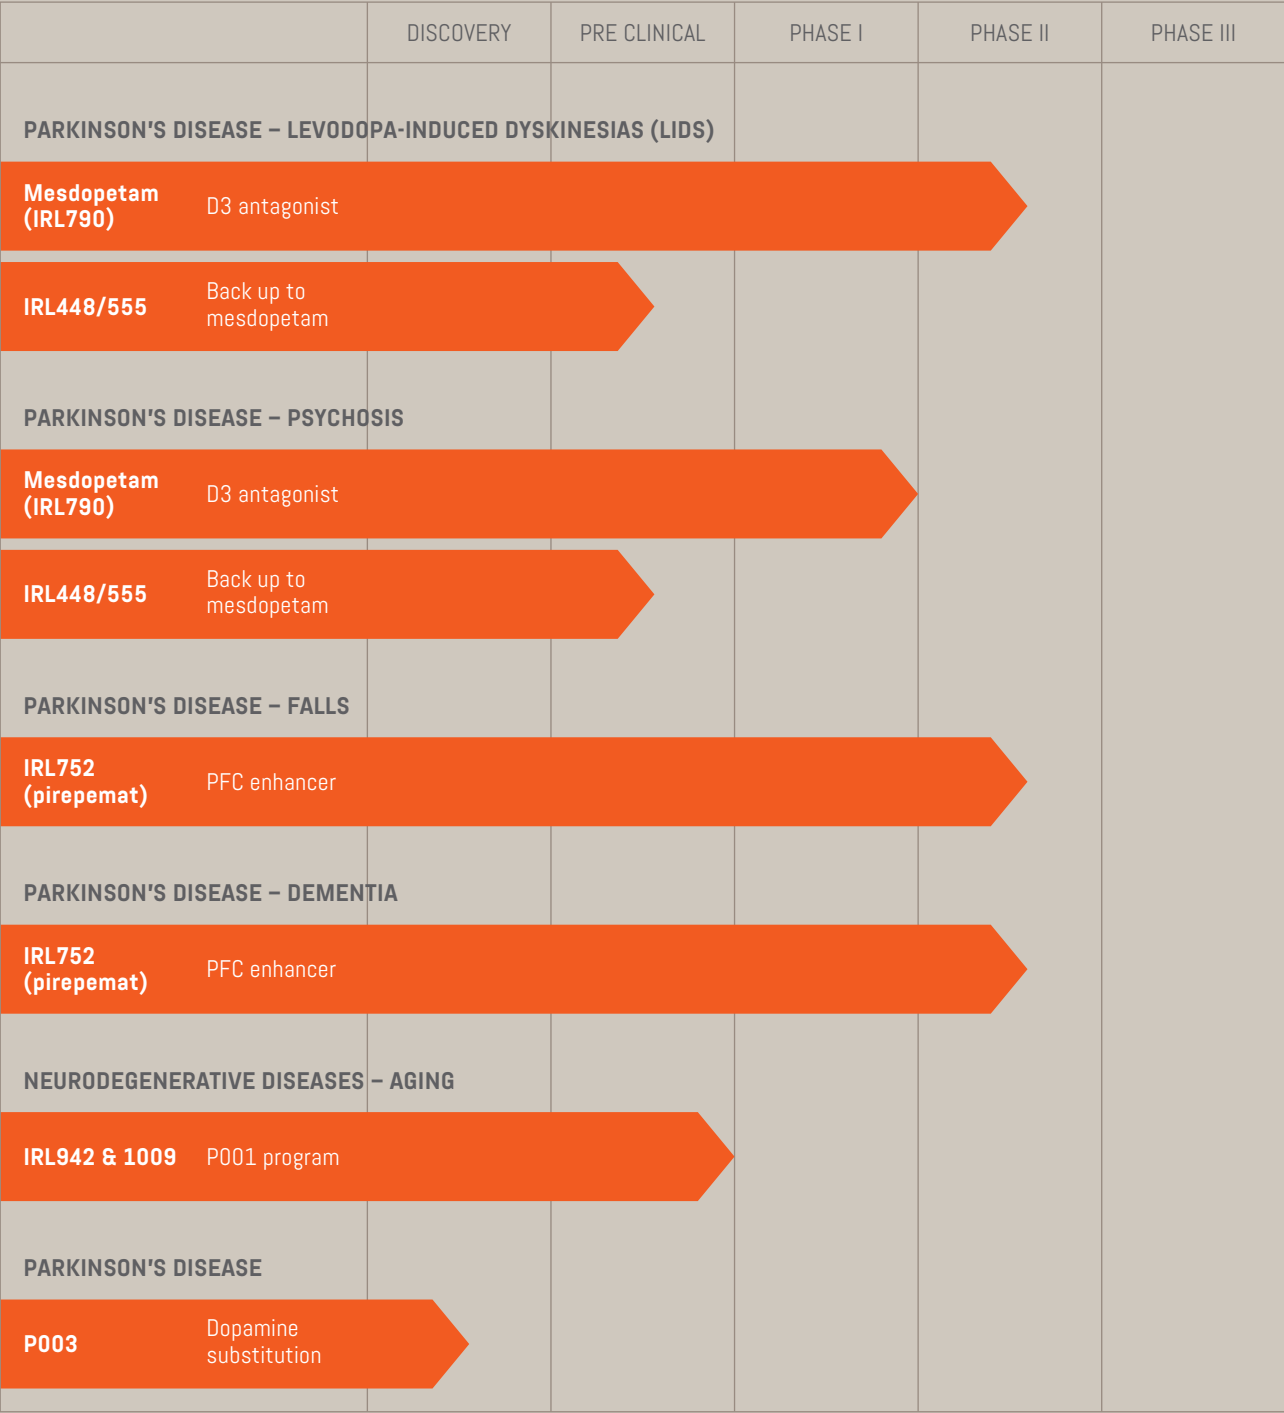 DISCOVERY PRE CLINICAL PHASE I PHASE II PHASE III
PARKINSON'S DISEASE – LEVODOPA-INDUCED DYSKINESIAS (LIDS)
Mesdopetam
(IRL790)
D3 antagonist
IRL448/555
Back up to
mesdopetam
PARKINSON'S DISEASE – PSYCHOSIS
Mesdopetam
(IRL790)
D3 antagonist
IRL448/555
Back up to
mesdopetam
PARKINSON'S DISEASE – FALLS
IRL752
(pirepemat)
PFC enhancer
PARKINSON'S DISEASE – DEMENTIA
IRL752
(pirepemat)
PFC enhancer
NEURODEGENERATIVE DISEASES – AGING
IRL942 & 1009 P001 program
PARKINSON'S DISEASE
P003
Dopamine
substitution